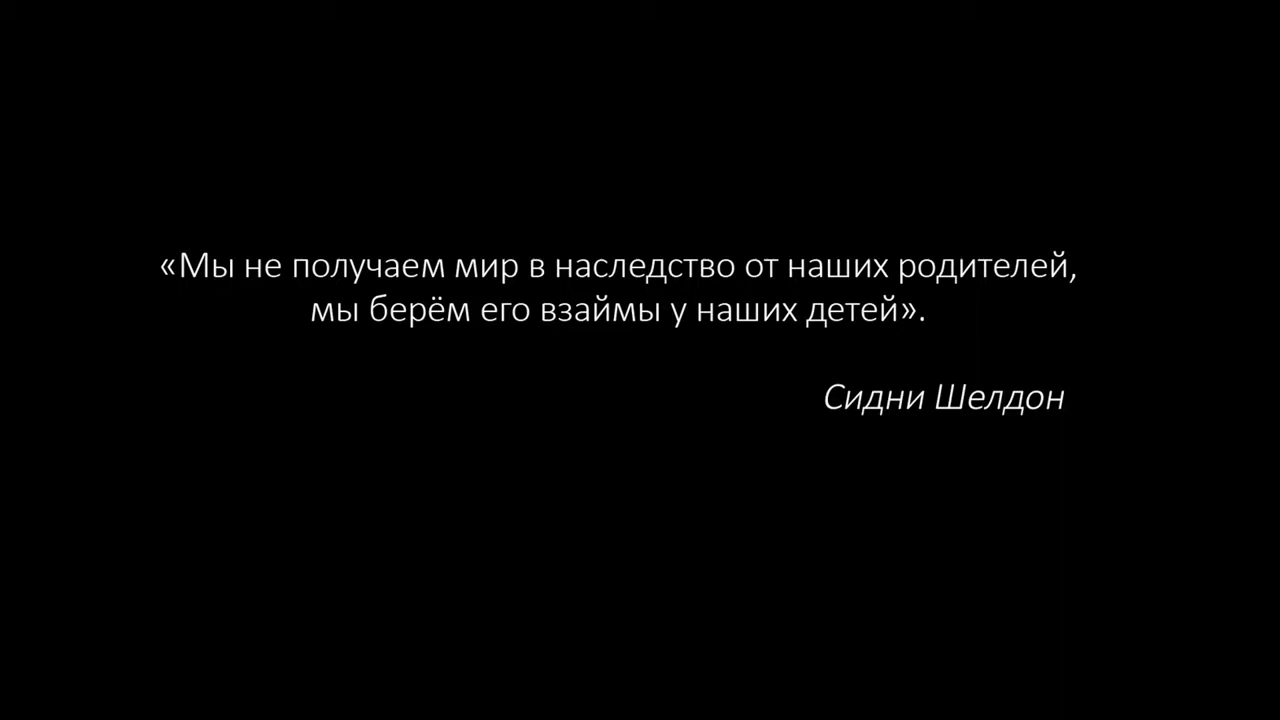 «Мы не получаем мир в наследство от наших родителей,
мы берём его взаймы у наших детей».
Сидни Шелдон